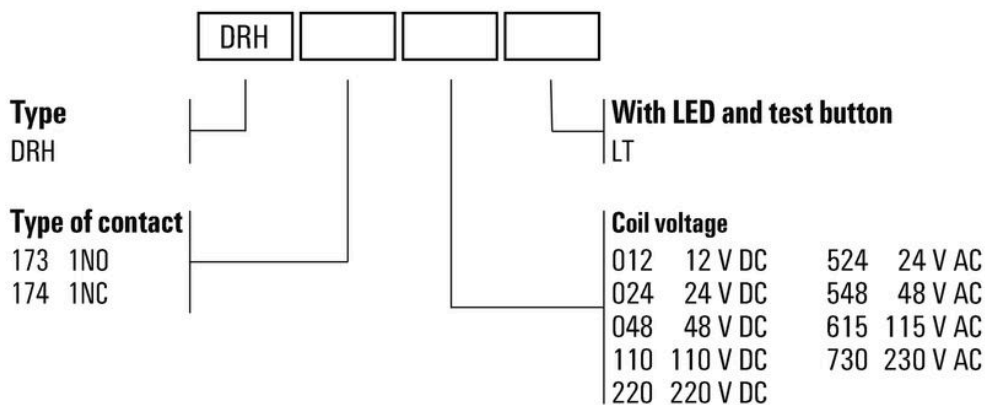 DRH
Type
DRH
With LED and test button
LT
Type of contact
173 1NO
174 1NC
Coil voltage
012 12 V DC 524 24 V AC
024 24 V DC 548 48 V AC
048 48 V DC 615 115 V AC
110 110 V DC 730 230 V AC
220 220 V DC